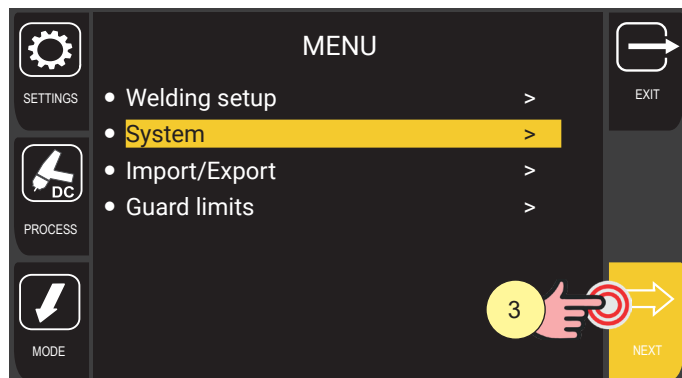 MENU
SETTINGS
EXIT
• Welding setup >
• System >
• Import/Export >
• Guard limits >
DC
PROCESS
3
MODE
NEXT